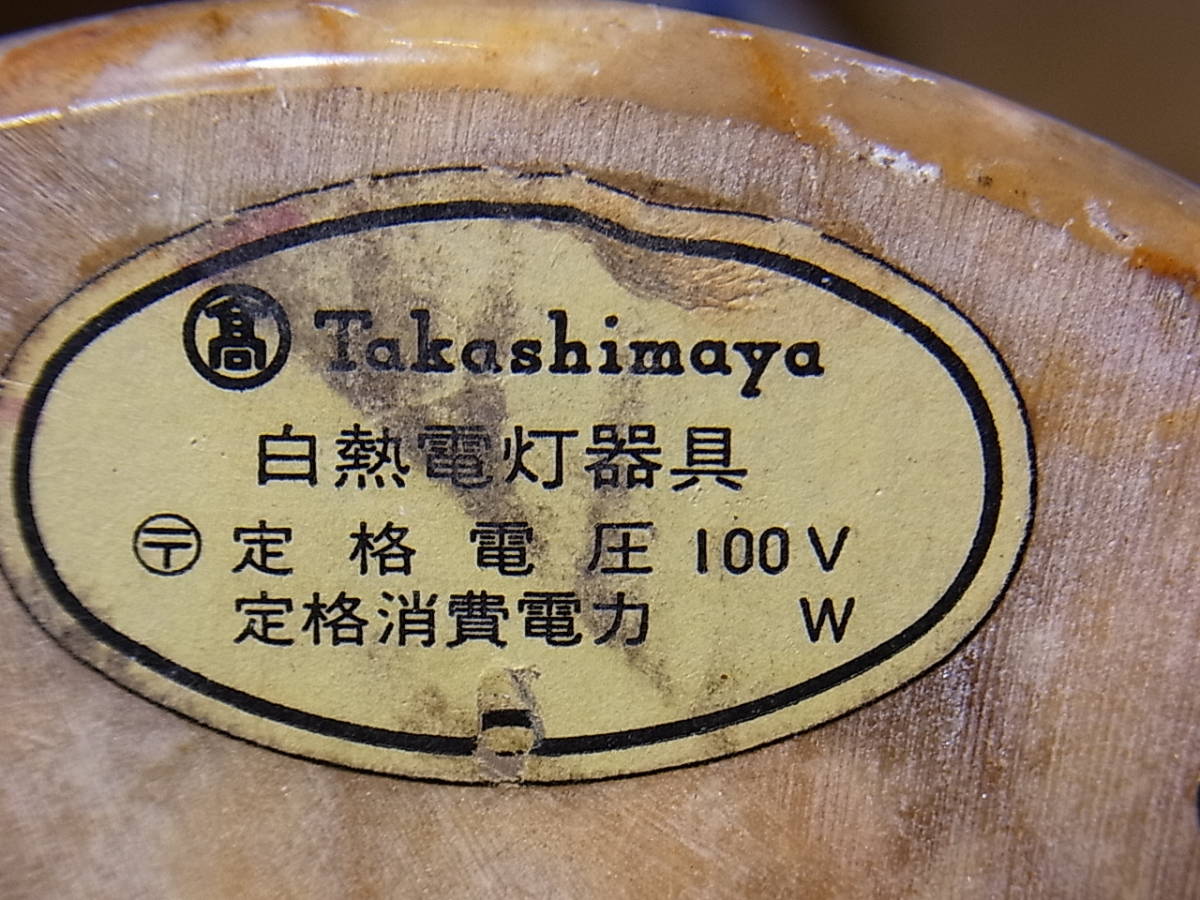 髙 Takashimaya
白熱電灯器具
〶 定格電圧 100V
定格消費電力 W